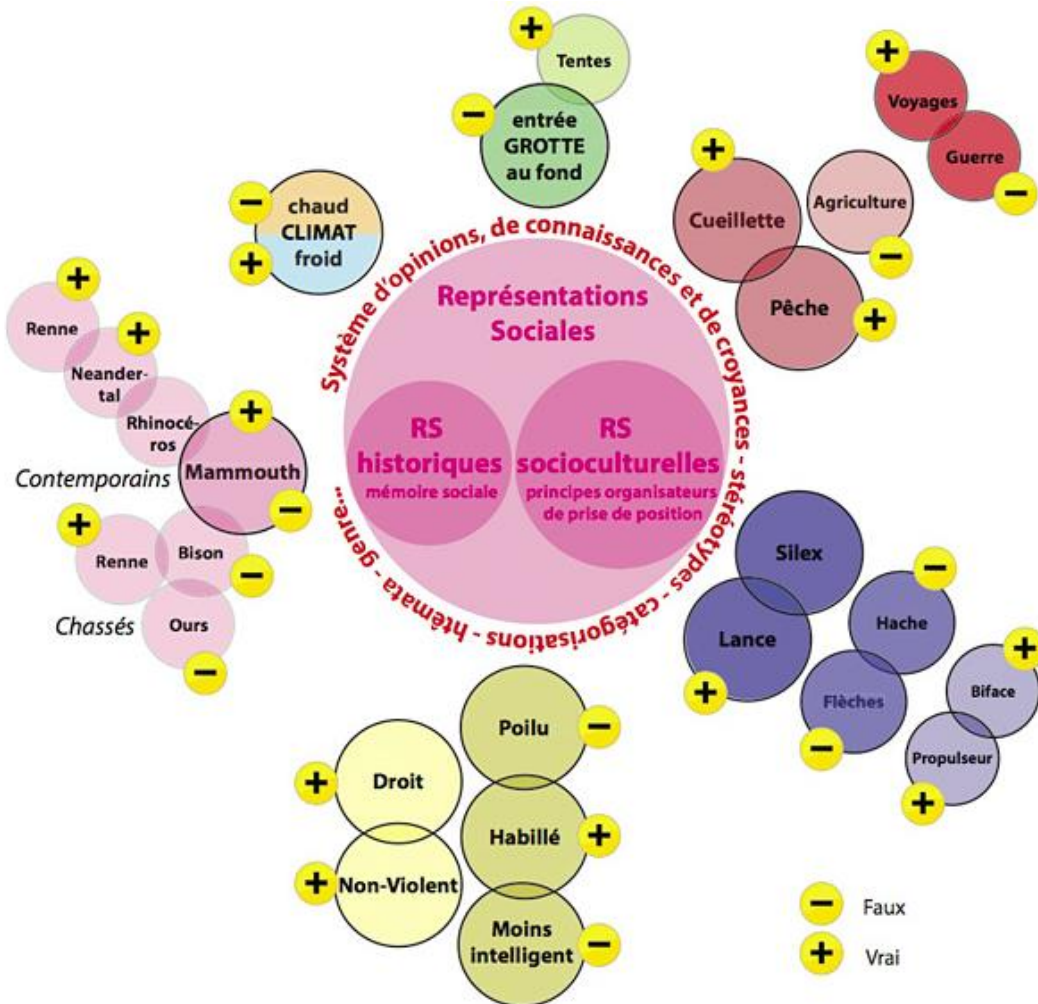 +
Tentes
−
entrée
GROTTE
au fond
+
Voyages
Guerre
−
+
Cueillette
Agriculture
−
Pêche
+
−
chaud
CLIMAT
+
froid
Système d'opinions, de connaissances et de croyances - stéréotypes - catégorisations - htémata - genre...
Représentations
Sociales
RS
historiques
mémoire sociale
RS
socioculturelles
principes organisateurs
de prise de position
+
Renne
+
Neander-
tal
Rhinocé-
ros
+
Contemporains
Mammouth
−
+
Renne
Bison
−
Chassés
Ours
−
Silex
Lance
+
−
Hache
Flèches
−
+
Biface
Propulseur
+
Poilu
−
+
Droit
Habillé
+
+
Non-Violent
Moins
intelligent
−
− Faux
+ Vrai